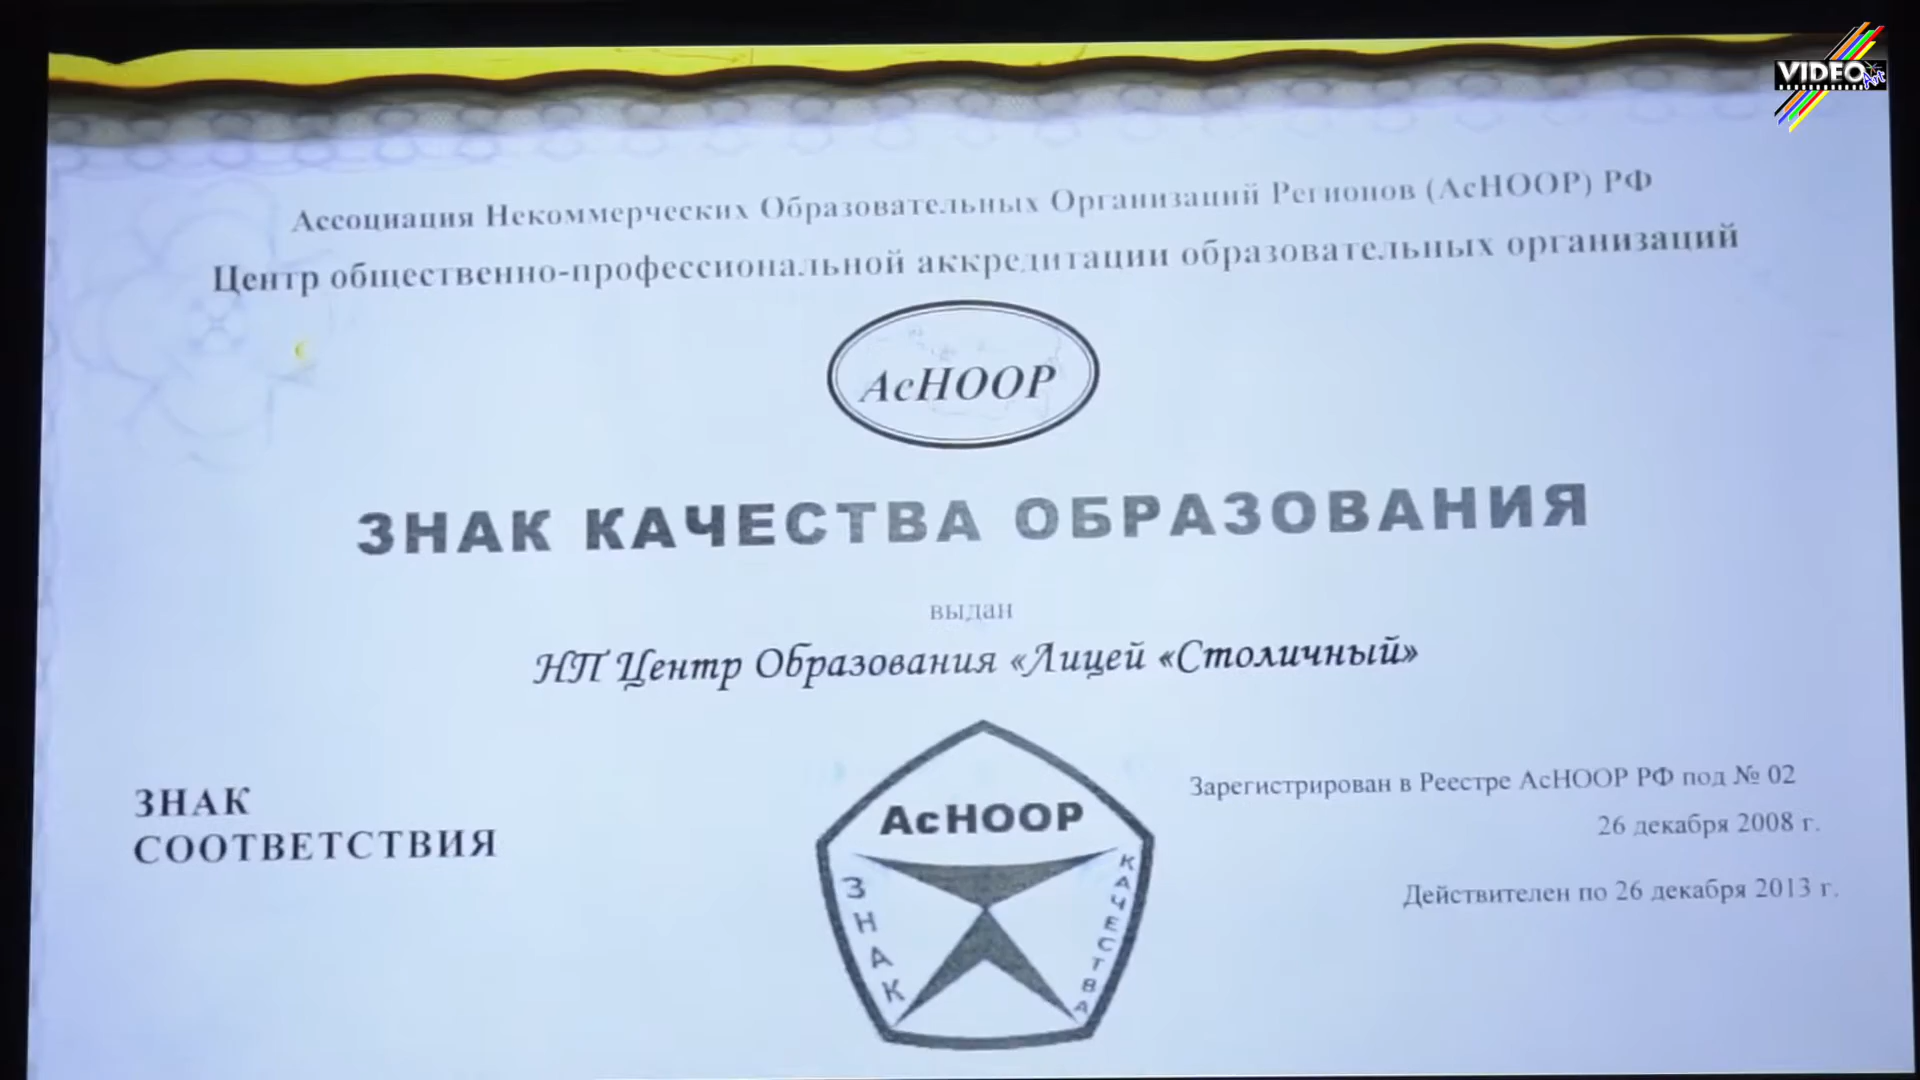 VIDEO Art
Ассоциация Некоммерческих Образовательных Организаций Регионов (АсНООР) РФ
Центр общественно-профессиональной аккредитации образовательных организаций
АсНООР
ЗНАК КАЧЕСТВА ОБРАЗОВАНИЯ
выдан
НП Центр Образования «Лицей «Столичный»
ЗНАК
СООТВЕТСТВИЯ
АсНООР
ЗНАК
КАЧЕСТВА
Зарегистрирован в Реестре АсНООР РФ под № 02
26 декабря 2008 г.
Действителен по 26 декабря 2013 г.